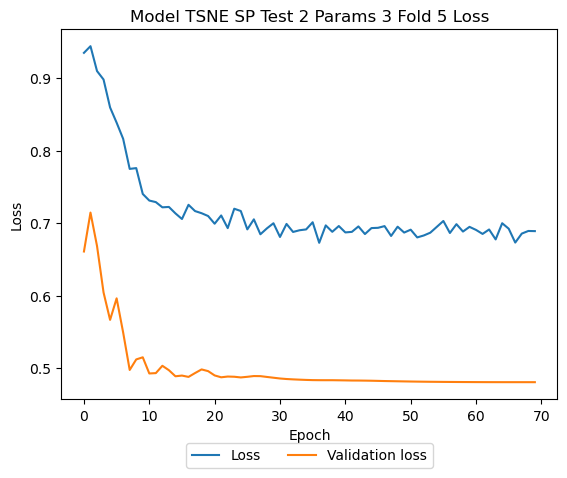 Model TSNE SP Test 2 Params 3 Fold 5 Loss
Loss
0.9
0.8
0.7
0.6
0.5
0 10 20 30 40 50 60 70
Epoch
Loss Validation loss